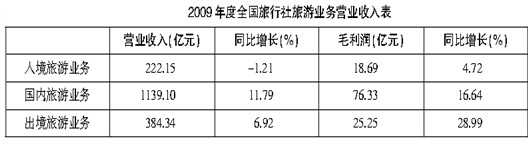 2009 年度全国旅行社旅游业务营业收入表
营业收入(亿元) 同比增长(%) 毛利润(亿元) 同比增长(%)
入境旅游业务 222.15 -1.21 18.69 4.72
国内旅游业务 1139.10 11.79 76.33 16.64
出境旅游业务 384.34 6.92 25.25 28.99